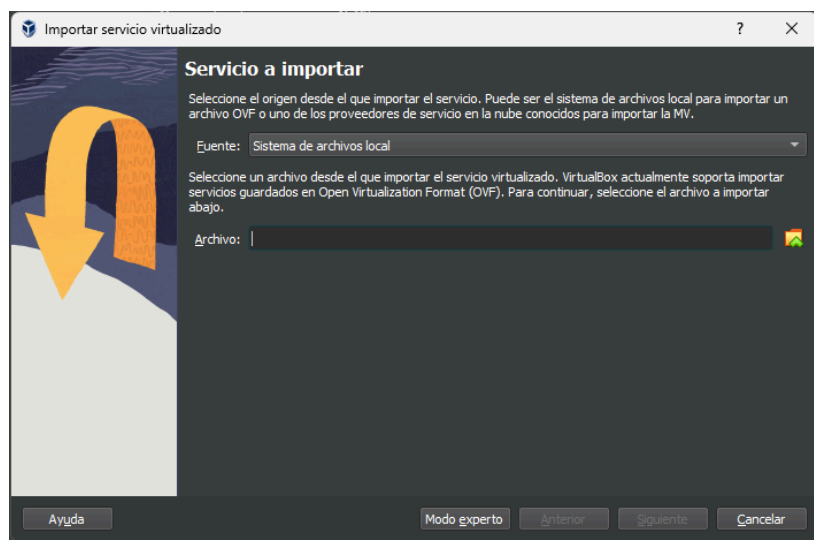 Importar servicio virtualizado
?
Servicio a importar
Seleccione el origen desde el que importar el servicio. Puede ser el sistema de archivos local para importar un
archivo OVF o uno de los proveedores de servicio en la nube conocidos para importar la MV.
Fuente: Sistema de archivos local
Seleccione un archivo desde el que importar el servicio virtualizado. VirtualBox actualmente soporta importar
servicios guardados en Open Virtualization Format (OVF). Para continuar, seleccione el archivo a importar
abajo.
Archivo:
Ayuda Modo experto Anterior Siguiente Cancelar